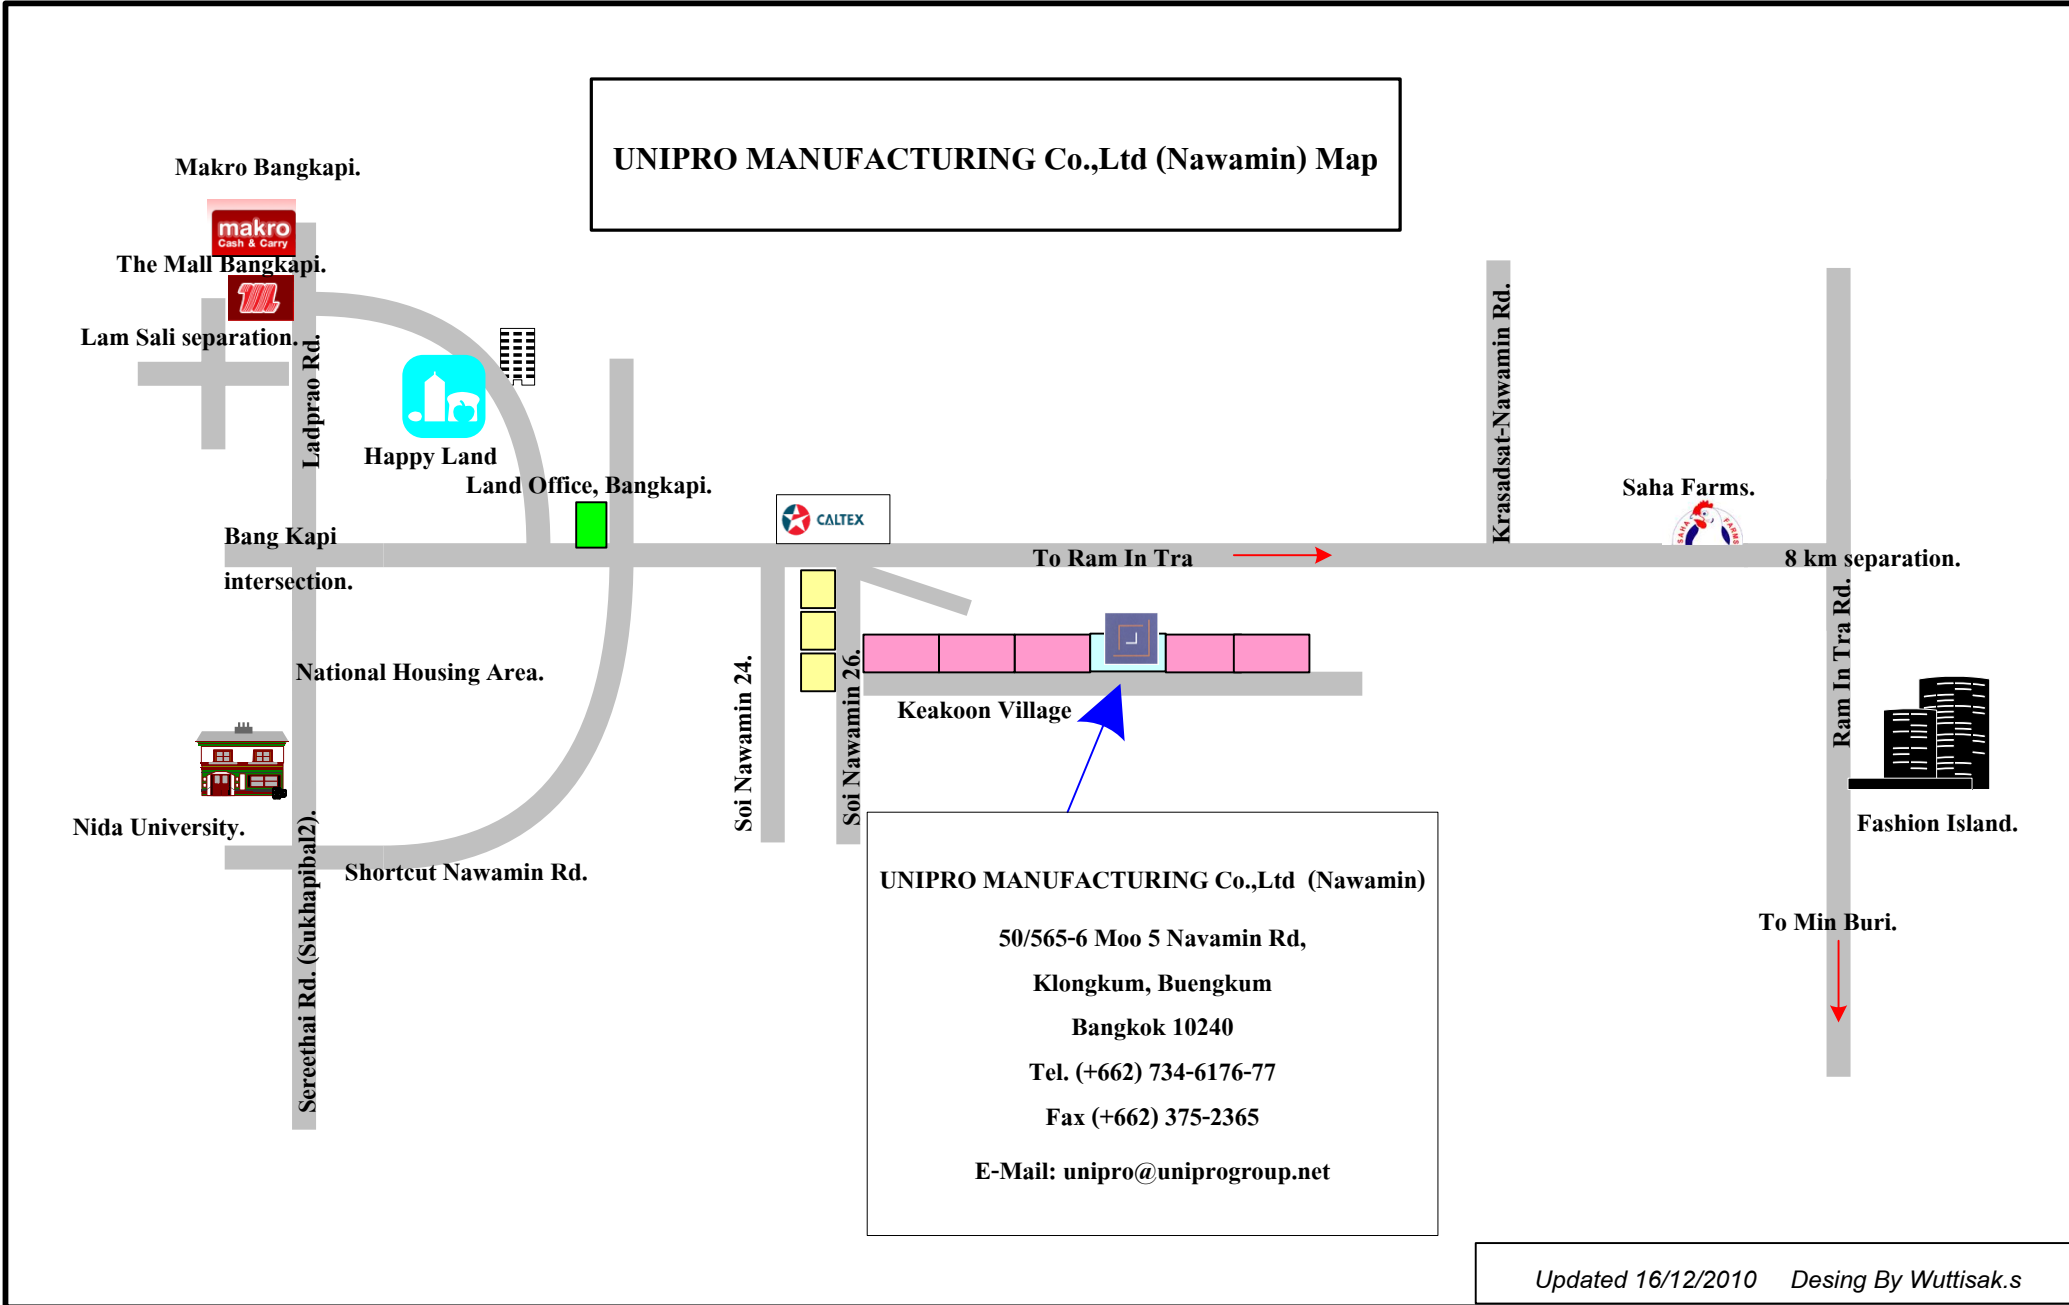 UNIPRO MANUFACTURING Co.,Ltd (Nawamin) Map
Makro Bangkapi.
makro
Cash & Carry
The Mall Bangkapi.
Lam Sali separation.
Ladprao Rd.
Happy Land
Land Office, Bangkapi.
CALTEX
Krasadsat-Nawamin Rd.
Saha Farms.
SAHA FARMS
Bang Kapi
intersection.
To Ram In Tra
8 km separation.
Ram In Tra Rd.
National Housing Area.
Soi Nawamin 24.
Soi Nawamin 26.
Keakoon Village
Nida University.
Fashion Island.
Shortcut Nawamin Rd.
Sereethai Rd. (Sukhapibal2).
To Min Buri.
UNIPRO MANUFACTURING Co.,Ltd (Nawamin)
50/565-6 Moo 5 Navamin Rd,
Klongkum, Buengkum
Bangkok 10240
Tel. (+662) 734-6176-77
Fax (+662) 375-2365
E-Mail: unipro@uniprogroup.net
Updated 16/12/2010 Desing By Wuttisak.s